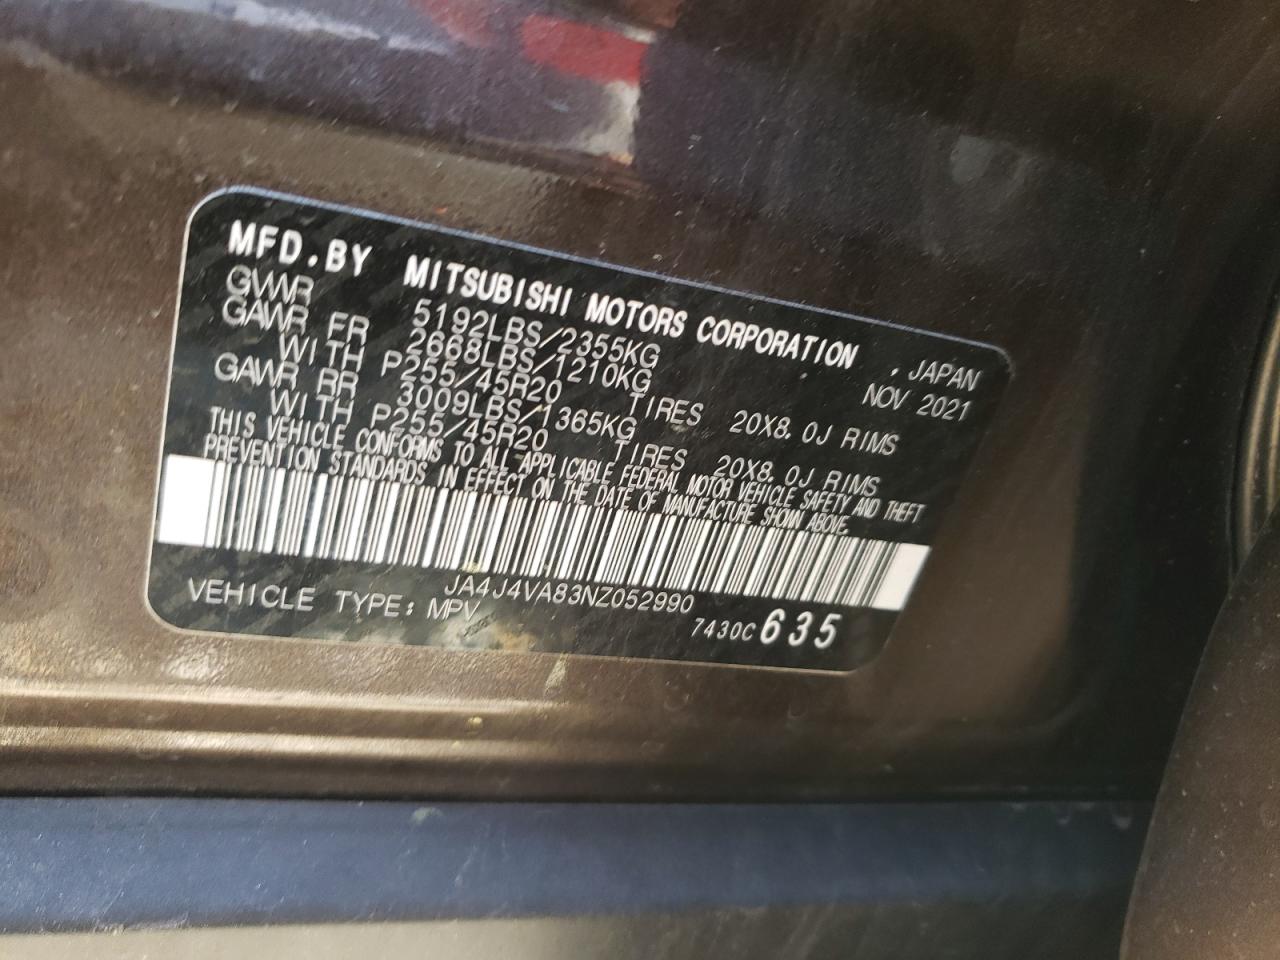 MFD.BY MITSUBISHI MOTORS CORPORATION , JAPAN
GVWR 5192LBS/2355KG NOV 2021
GAWR FR 2668LBS/1210KG
WITH P255/45R20 TIRES 20X8.0J RIMS
GAWR RR 3009LBS/1365KG
WITH P255/45R20 TIRES 20X8.0J RIMS
THIS VEHICLE CONFORMS TO ALL APPLICABLE FEDERAL MOTOR VEHICLE SAFETY AND THEFT
PREVENTION STANDARDS IN EFFECT ON THE DATE OF MANUFACTURE SHOWN ABOVE.
JA4J4VA83NZ052990
VEHICLE TYPE: MPV 7430C 635